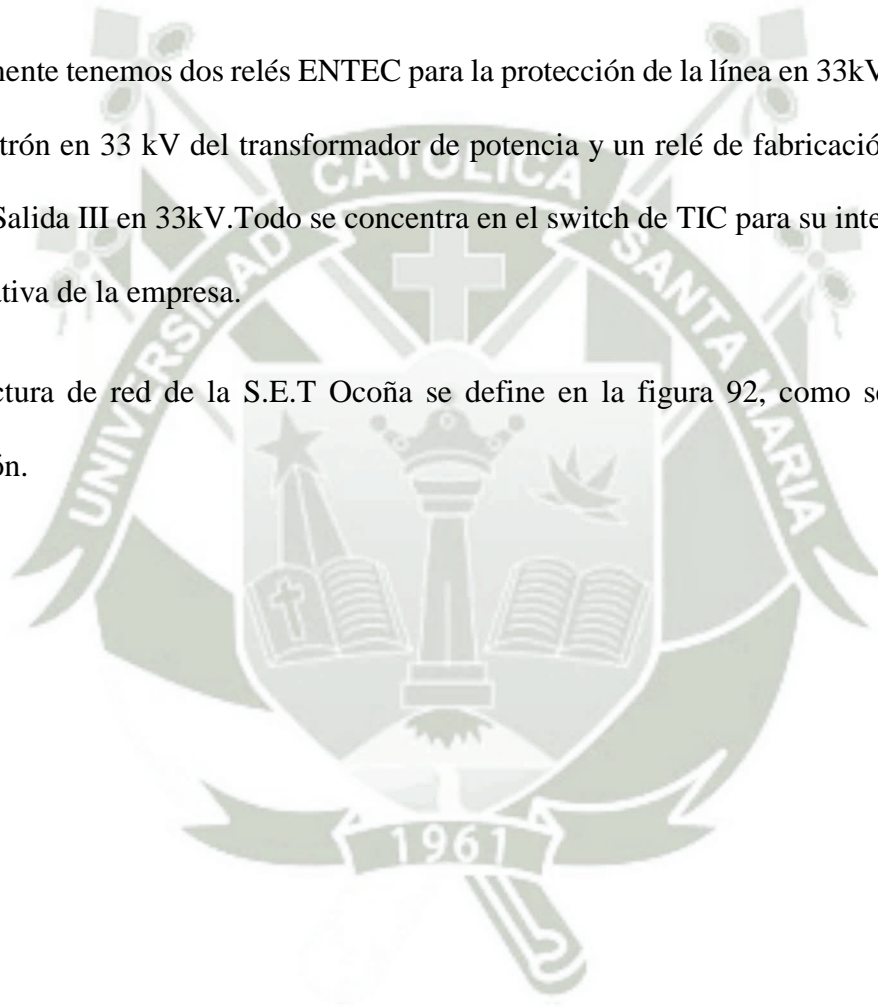 mente tenemos dos relés ENTEC para la protección de la línea en 33kV
trón en 33 kV del transformador de potencia y un relé de fabricació
Salida III en 33kV.Todo se concentra en el switch de TIC para su inte
ativa de la empresa.
ctura de red de la S.E.T Ocoña se define en la figura 92, como se
ón.
UNIVERSIDAD CATOLICA SANTA MARIA
1961